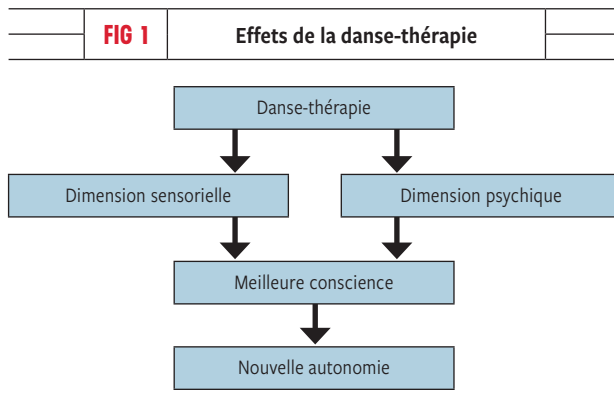 FIG 1
Effets de la danse-thérapie
Danse-thérapie
Dimension sensorielle
Dimension psychique
Meilleure conscience
Nouvelle autonomie